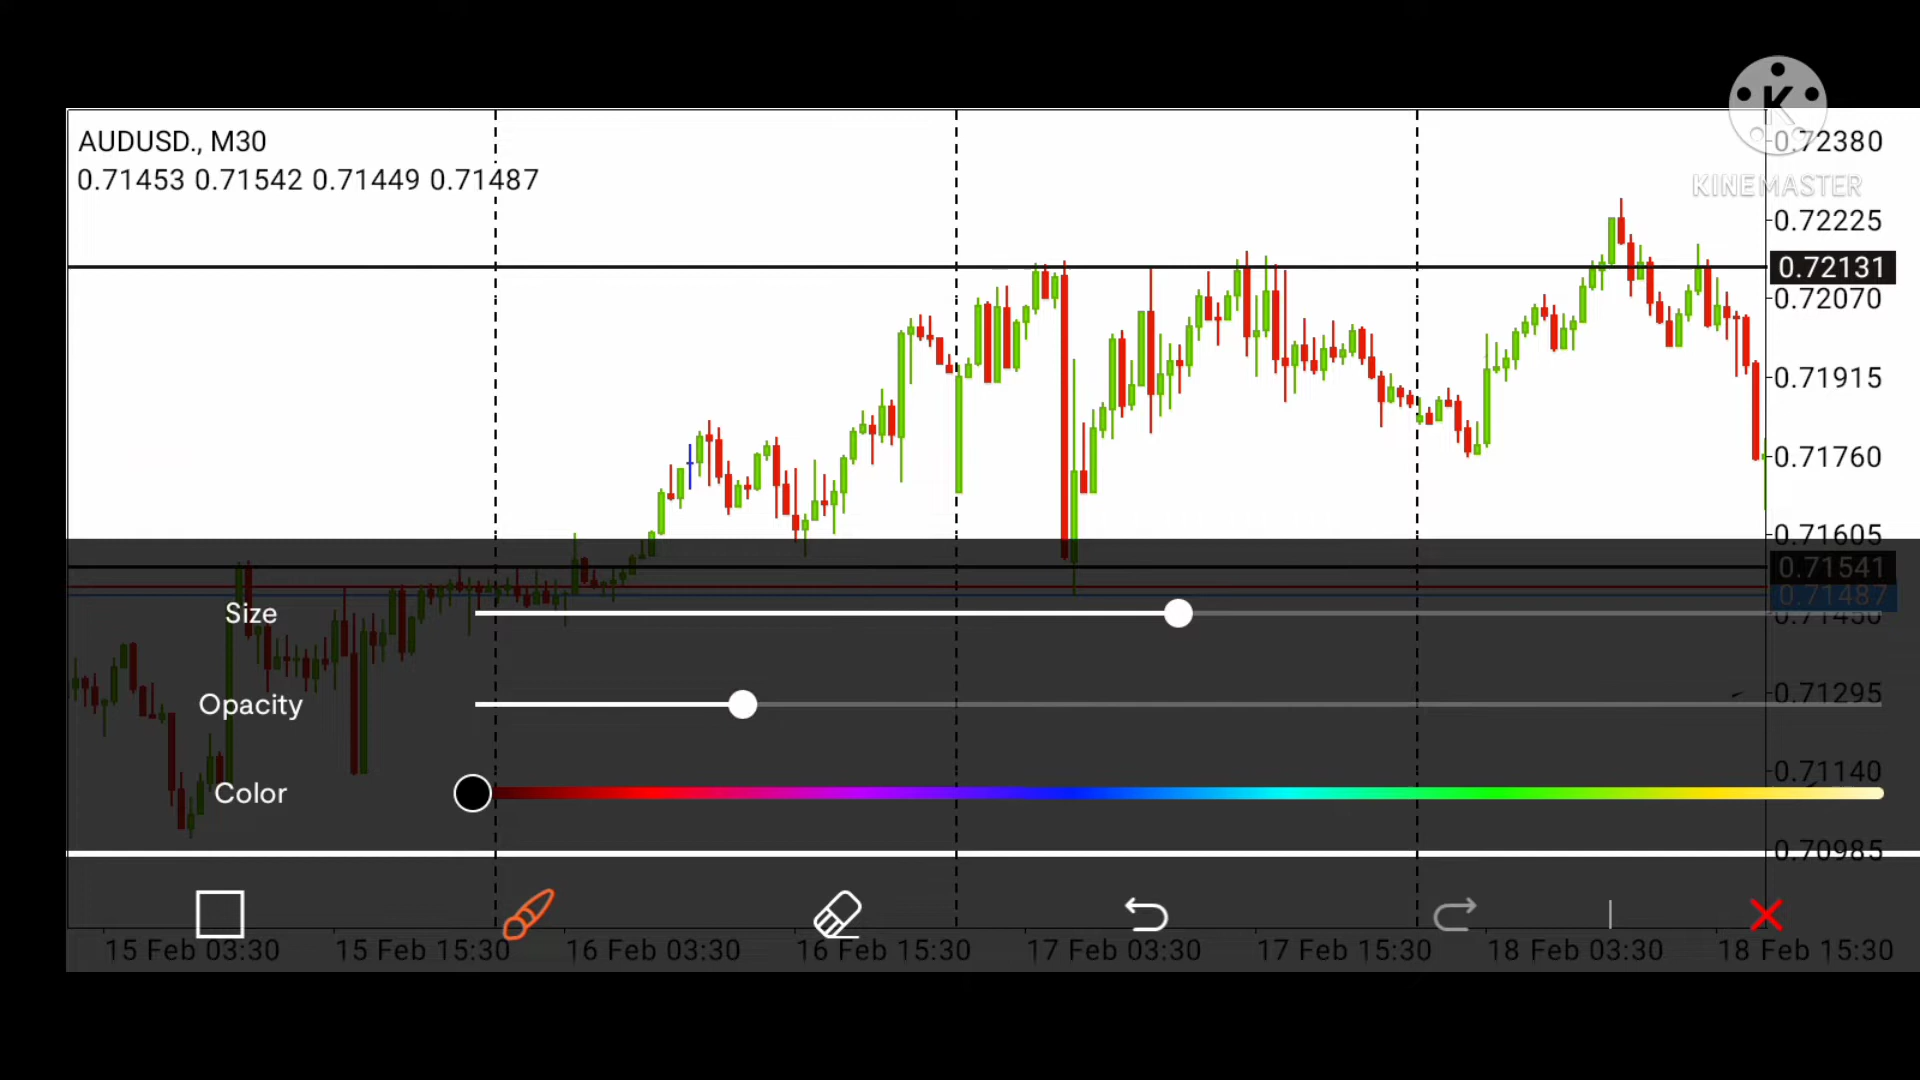 AUDUSD., M30
0.71453 0.71542 0.71449 0.71487
K
KINEMASTER
0.72380
0.72225
0.72131
0.72070
0.71915
0.71760
0.71605
0.71541
0.71487
0.71450
Size
0.71295
Opacity
0.71140
Color
0.70985
15 Feb 03:30 15 Feb 15:30 16 Feb 03:30 16 Feb 15:30 17 Feb 03:30 17 Feb 15:30 18 Feb 03:30 18 Feb 15:30